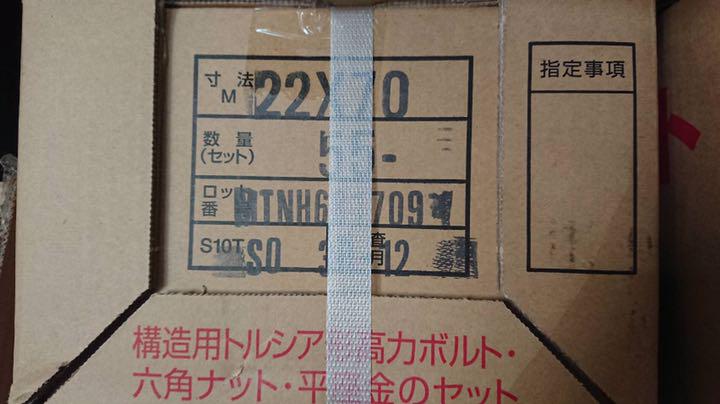 寸法 M 22X70
数量 (セット)
ロット 番
S10T SO 12
指定事項
構造用トルシア 高力ボルト・
六角ナット・平 金のセット